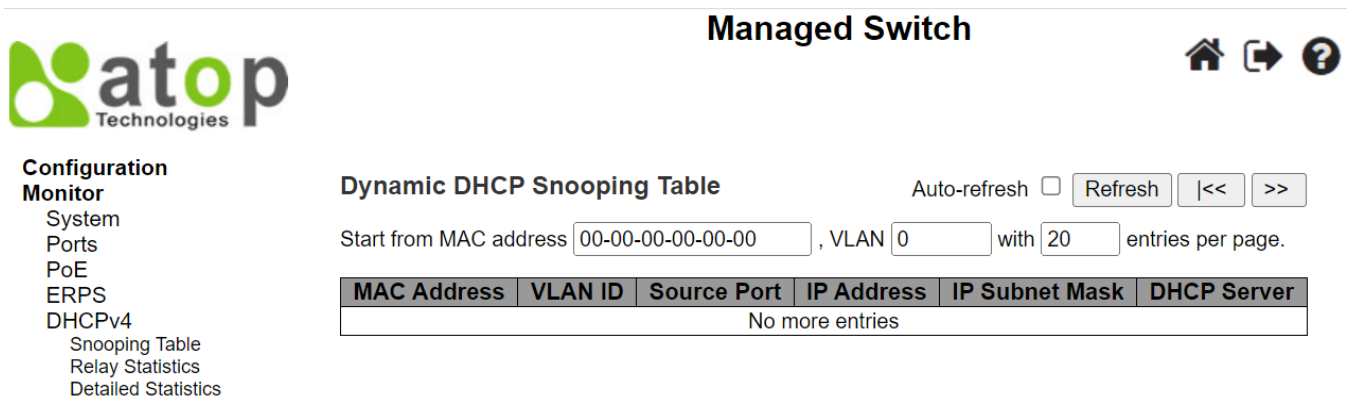 Managed Switch
atop
Technologies
Configuration
Monitor
System
Ports
PoE
ERPS
DHCPv4
Snooping Table
Relay Statistics
Detailed Statistics
Dynamic DHCP Snooping Table Auto-refresh Refresh |<< >>
Start from MAC address 00-00-00-00-00-00 , VLAN 0 with 20 entries per page.
MAC Address VLAN ID Source Port IP Address IP Subnet Mask DHCP Server
No more entries